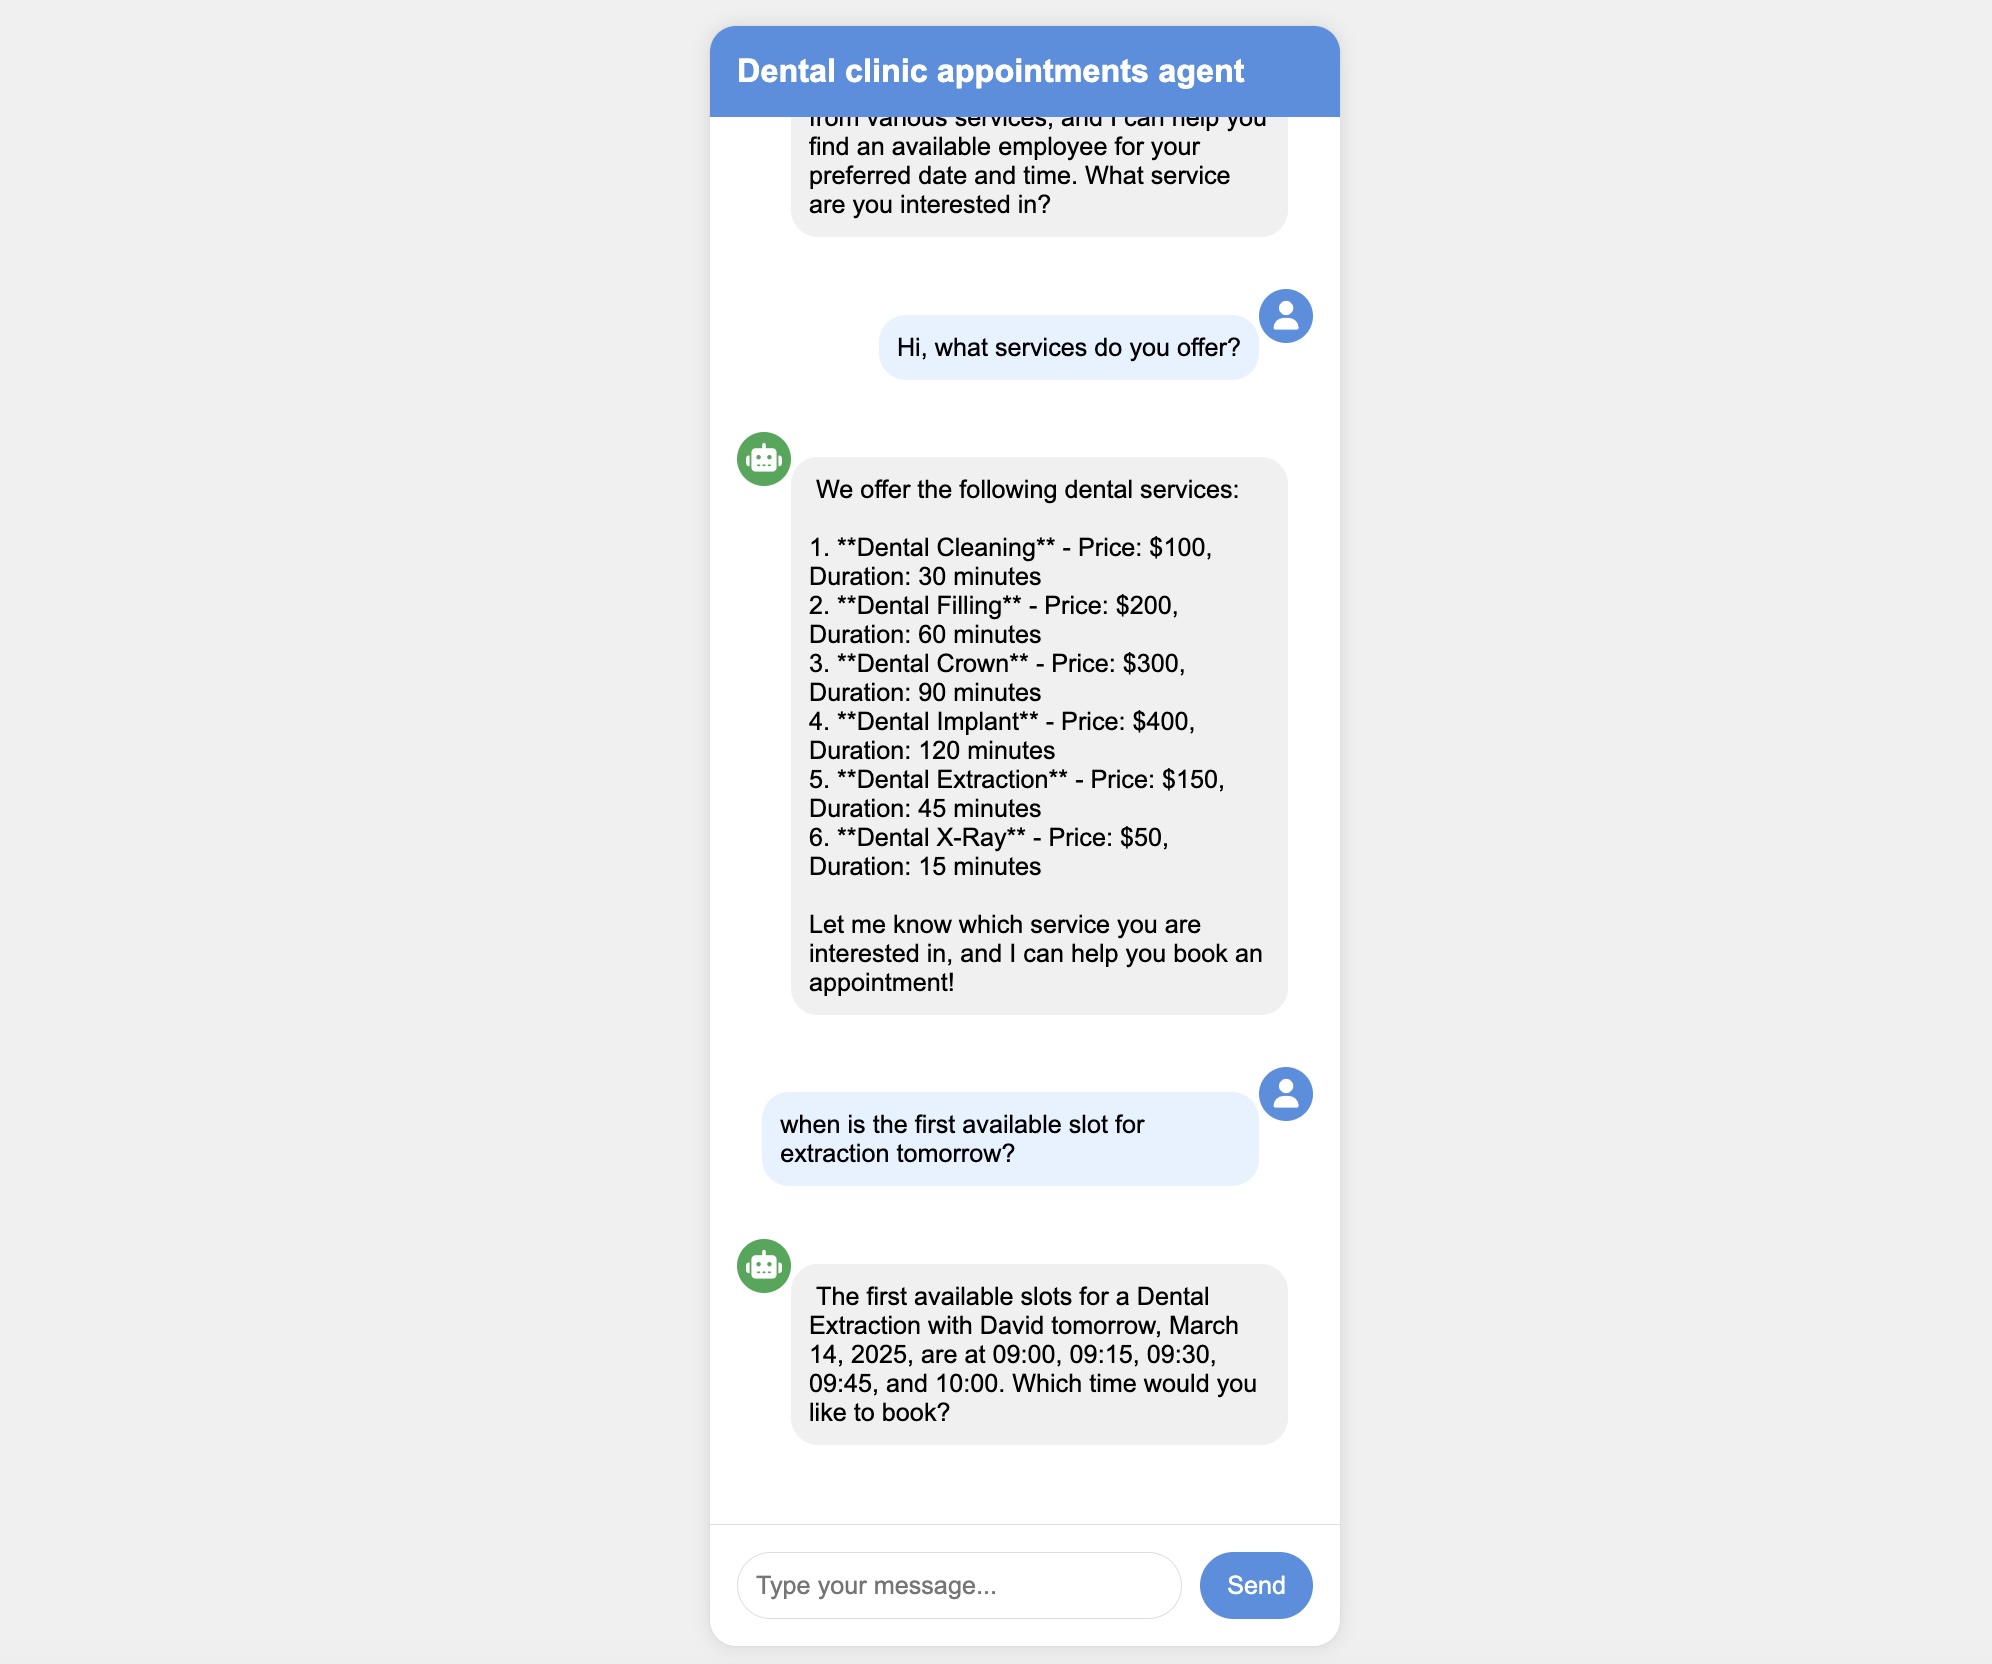 Dental clinic appointments agent
from various services, and I can help you
find an available employee for your
preferred date and time. What service
are you interested in?
Hi, what services do you offer?
We offer the following dental services:
1. **Dental Cleaning** - Price: $100,
Duration: 30 minutes
2. **Dental Filling** - Price: $200,
Duration: 60 minutes
3. **Dental Crown** - Price: $300,
Duration: 90 minutes
4. **Dental Implant** - Price: $400,
Duration: 120 minutes
5. **Dental Extraction** - Price: $150,
Duration: 45 minutes
6. **Dental X-Ray** - Price: $50,
Duration: 15 minutes
Let me know which service you are
interested in, and I can help you book an
appointment!
when is the first available slot for
extraction tomorrow?
The first available slots for a Dental
Extraction with David tomorrow, March
14, 2025, are at 09:00, 09:15, 09:30,
09:45, and 10:00. Which time would you
like to book?
Type your message...
Send